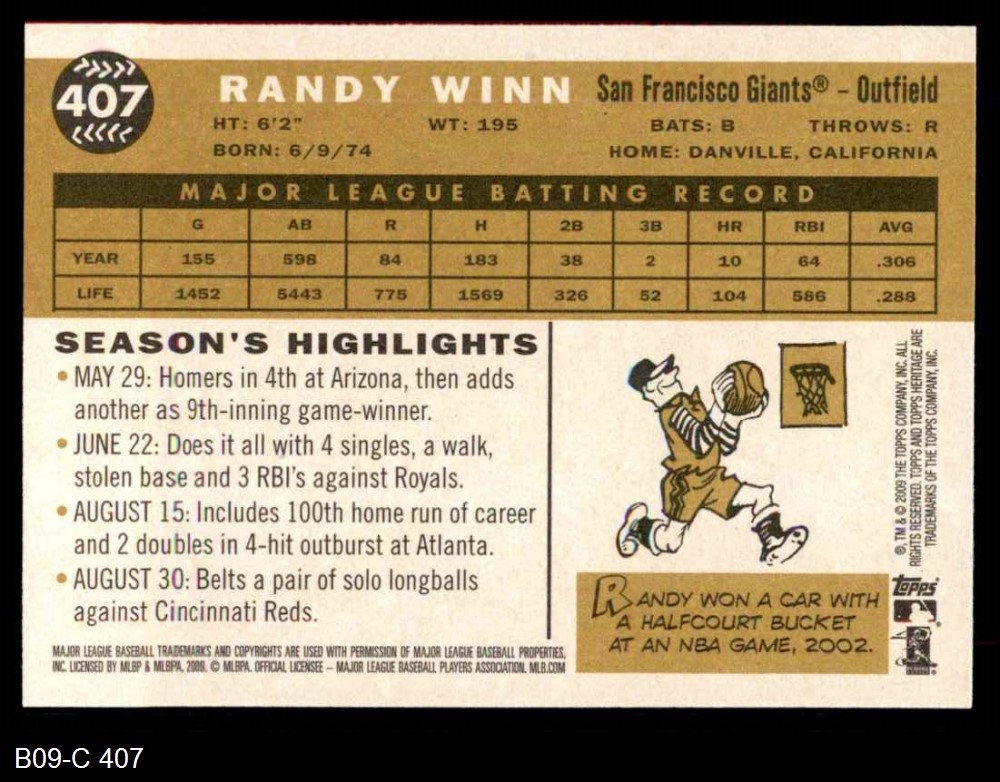 407
RANDY WINN San Francisco Giants® – Outfield
HT: 6'2" WT: 195 BATS: B THROWS: R
BORN: 6/9/74 HOME: DANVILLE, CALIFORNIA
MAJOR LEAGUE BATTING RECORD
G AB R H 2B 3B HR RBI AVG
YEAR 155 598 84 183 38 2 10 64 .306
LIFE 1452 5443 775 1569 326 52 104 586 .288
SEASON'S HIGHLIGHTS
• MAY 29: Homers in 4th at Arizona, then adds
another as 9th-inning game-winner.
• JUNE 22: Does it all with 4 singles, a walk,
stolen base and 3 RBI's against Royals.
• AUGUST 15: Includes 100th home run of career
and 2 doubles in 4-hit outburst at Atlanta.
• AUGUST 30: Belts a pair of solo longballs
against Cincinnati Reds.
MAJOR LEAGUE BASEBALL TRADEMARKS AND COPYRIGHTS ARE USED WITH PERMISSION OF MAJOR LEAGUE BASEBALL PROPERTIES,
INC. LICENSED BY MLBP & MLBPA, 2009. © MLBPA. OFFICIAL LICENSEE – MAJOR LEAGUE BASEBALL PLAYERS ASSOCIATION. MLB.COM
RANDY WON A CAR WITH
A HALFCOURT BUCKET
AT AN NBA GAME, 2002.
®, TM & © 2009 THE TOPPS COMPANY, INC. ALL
RIGHTS RESERVED. TOPPS AND TOPPS HERITAGE ARE
TRADEMARKS OF THE TOPPS COMPANY, INC.
Topps
B09-C 407